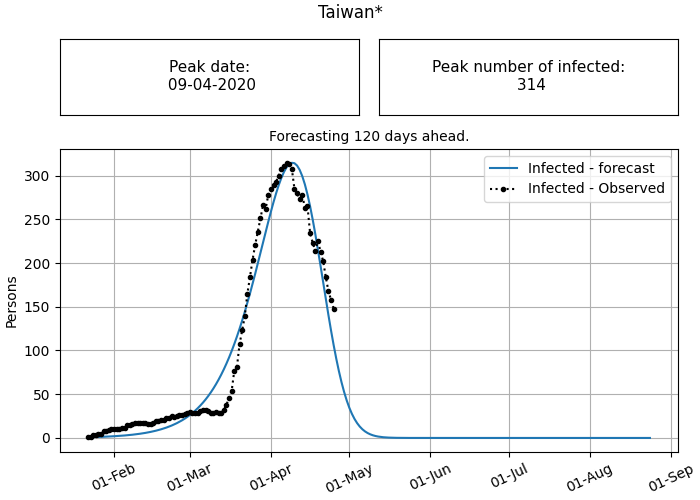 Taiwan*
Peak date:
09-04-2020
Peak number of infected:
314
Forecasting 120 days ahead.
Infected - forecast
Infected - Observed
Persons
300
250
200
150
100
50
0
01-Feb
01-Mar
01-Apr
01-May
01-Jun
01-Jul
01-Aug
01-Sep